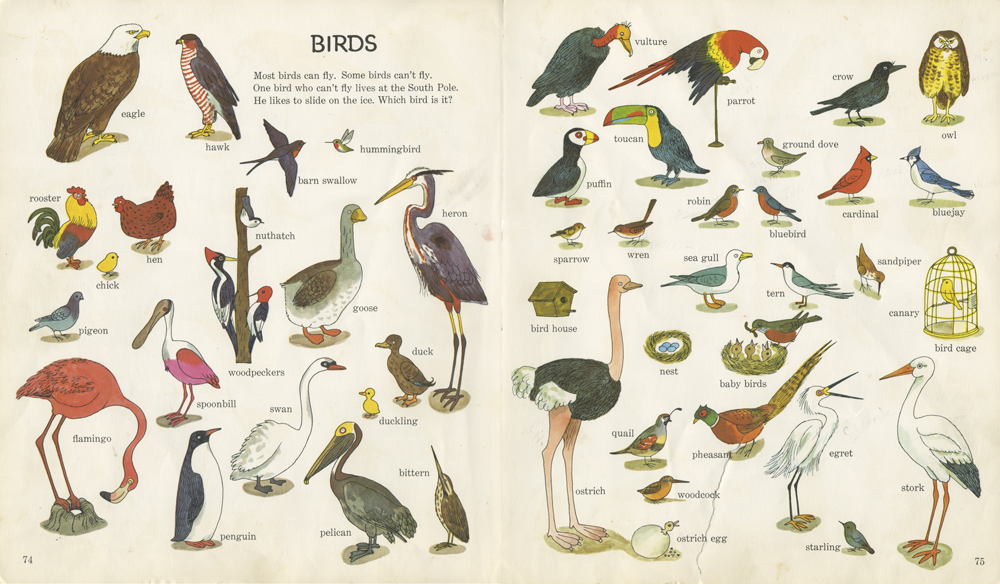 BIRDS
Most birds can fly. Some birds can't fly.
One bird who can't fly lives at the South Pole.
He likes to slide on the ice. Which bird is it?
eagle
hawk
barn swallow
hummingbird
rooster
hen
chick
nuthatch
heron
pigeon
goose
woodpeckers
spoonbill
duck
duckling
flamingo
swan
penguin
pelican
bittern
74
vulture
parrot
crow
owl
toucan
puffin
ground dove
robin
bluebird
cardinal
bluejay
sparrow
wren
sea gull
tern
sandpiper
canary
bird cage
bird house
nest
baby birds
quail
pheasant
egret
ostrich
woodcock
stork
ostrich egg
starling
75